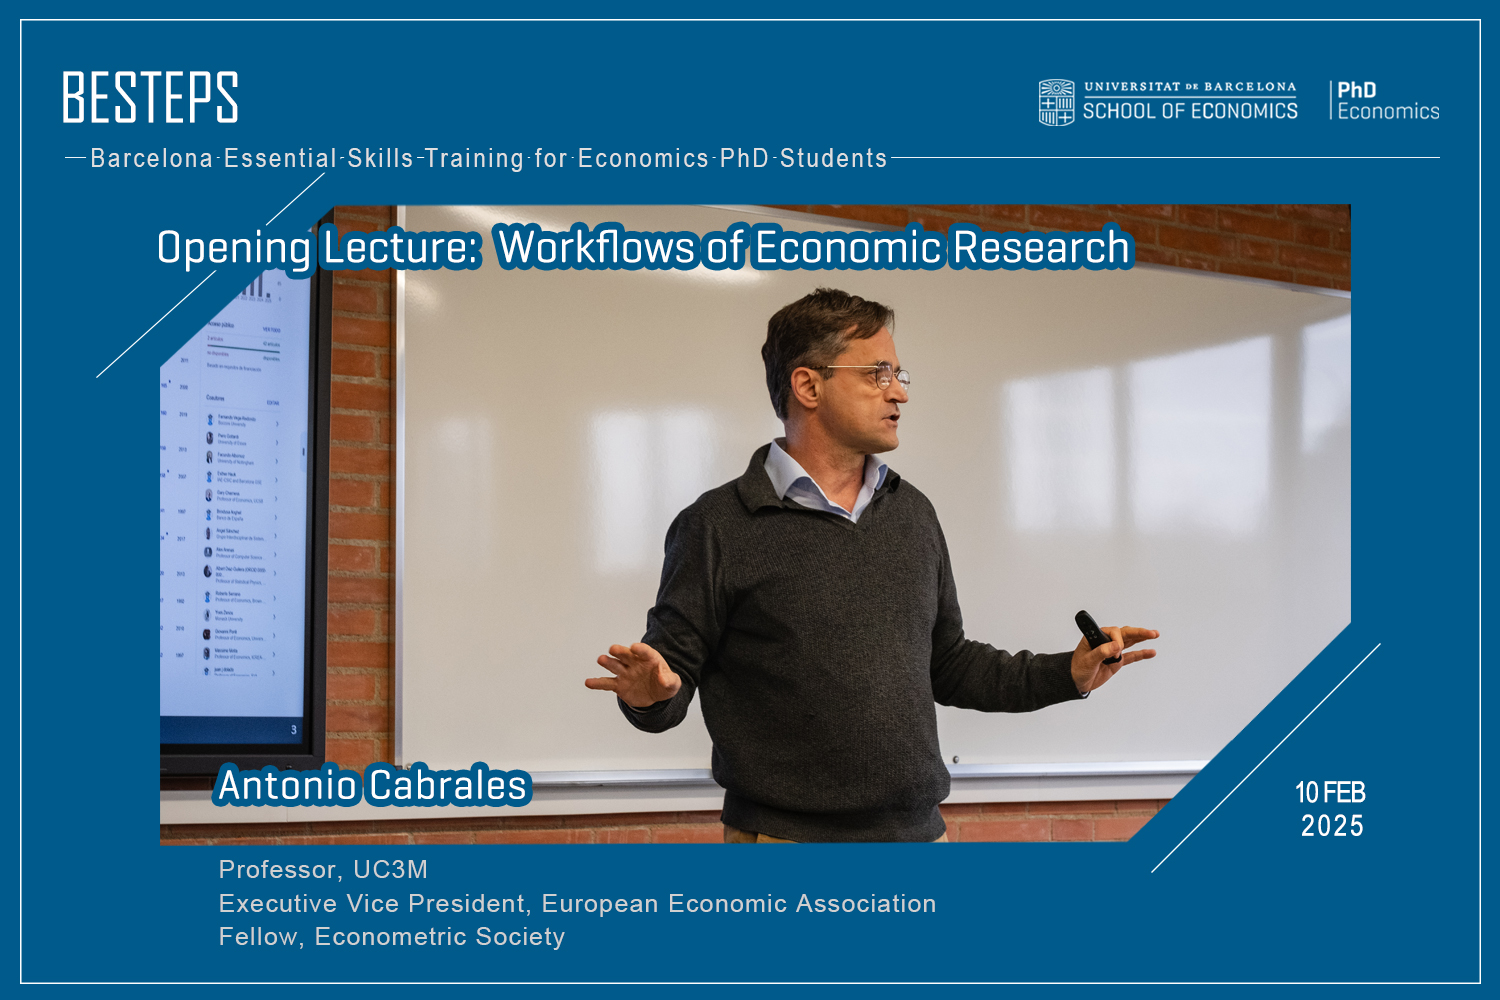 BESTEPS
UNIVERSITAT DE BARCELONA
SCHOOL OF ECONOMICS
PhD
Economics
Barcelona Essential Skills Training for Economics PhD Students
Opening Lecture: Workflows of Economic Research
Coautores
3
Antonio Cabrales
10 FEB
2025
Professor, UC3M
Executive Vice President, European Economic Association
Fellow, Econometric Society